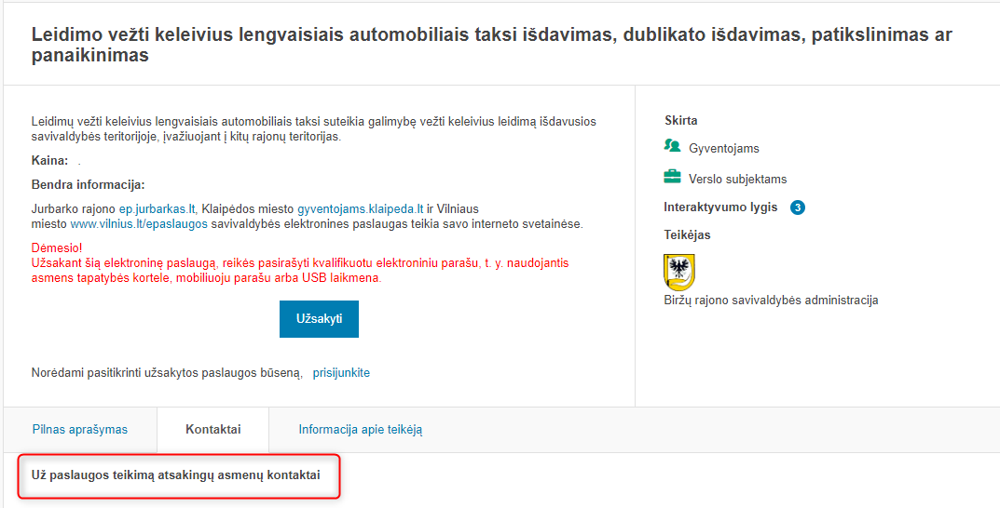 Leidimo vežti keleivius lengvaisiais automobiliais taksi išdavimas, dublikato išdavimas, patikslinimas ar
panaikinimas
Leidimų vežti keleivius lengvaisiais automobiliais taksi suteikia galimybę vežti keleivius leidimą išdavusios
savivaldybės teritorijoje, įvažiuojant į kitų rajonų teritorijas.
Kaina: .
Bendra informacija:
Jurbarko rajono ep.jurbarkas.lt, Klaipėdos miesto gyventojams.klaipeda.lt ir Vilniaus
miesto www.vilnius.lt/epaslaugos savivaldybės elektronines paslaugas teikia savo interneto svetainėse.
Dėmesio!
Užsakant šią elektroninę paslaugą, reikės pasirašyti kvalifikuotu elektroniniu parašu, t. y. naudojantis
asmens tapatybės kortele, mobiliuoju parašu arba USB laikmena.
Užsakyti
Norėdami pasitikrinti užsakytos paslaugos būseną, prisijunkite
Skirta
Gyventojams
Verslo subjektams
Interaktyvumo lygis 3
Teikėjas
Biržų rajono savivaldybės administracija
Pilnas aprašymas
Kontaktai
Informacija apie teikėją
Už paslaugos teikimą atsakingų asmenų kontaktai